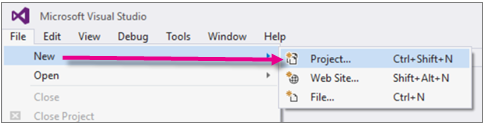 Microsoft Visual Studio
File Edit View Debug Tools Window Help
New Project... Ctrl+Shift+N
Open Web Site... Shift+Alt+N
Close File... Ctrl+N
Close Project